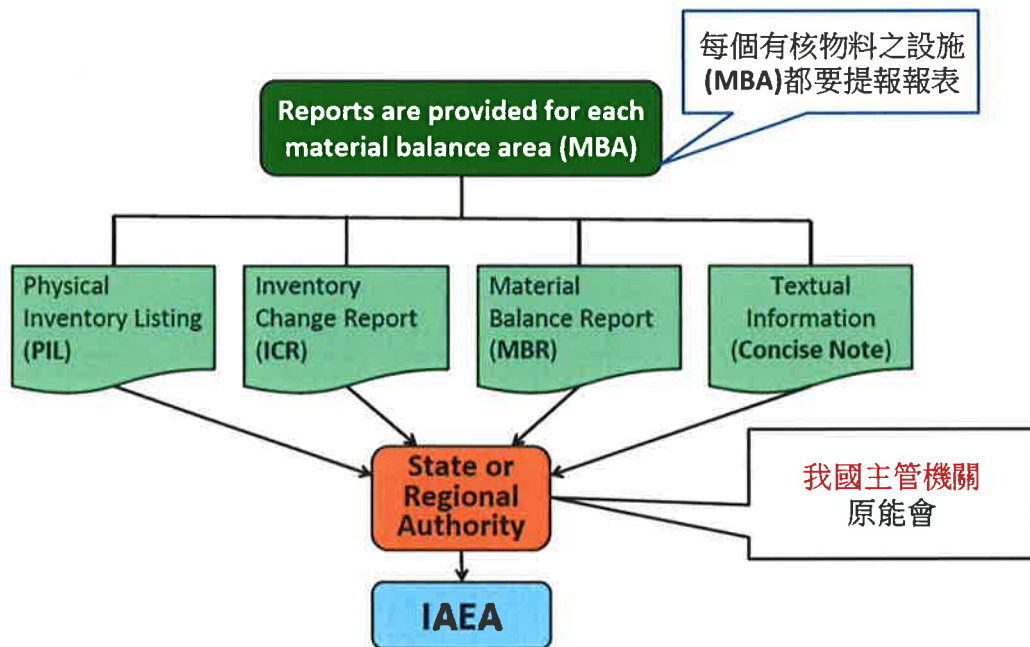 每個有核物料之設施
(MBA)都要提報報表
Reports are provided for each
material balance area (MBA)
Physical
Inventory Listing
(PIL)
Inventory
Change Report
(ICR)
Material
Balance Report
(MBR)
Textual
Information
(Concise Note)
State or
Regional
Authority
我國主管機關
原能會
IAEA